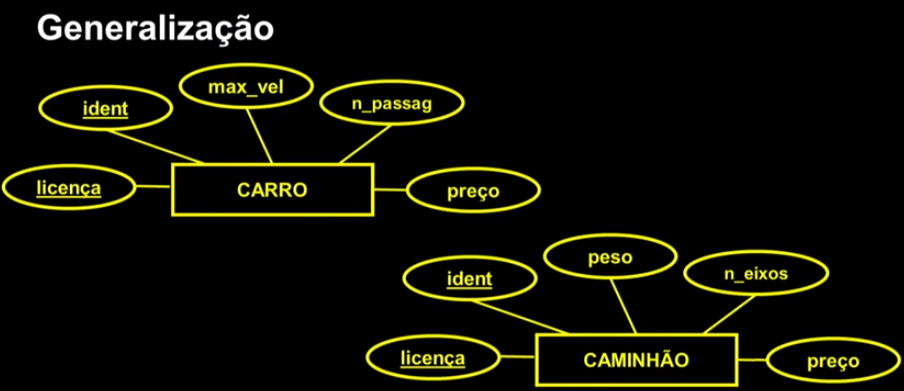 Generalização
max_vel
ident
n_passag
licença
CARRO
preço
peso
ident
n_eixos
licença
CAMINHÃO
preço